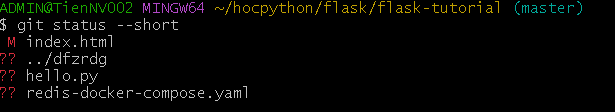 ADMIN@TienNV002 MINGW64 ~/hocpython/flask/flask-tutorial (master)
$ git status --short
 M index.html
?? ../dfzrdg
?? hello.py
?? redis-docker-compose.yaml